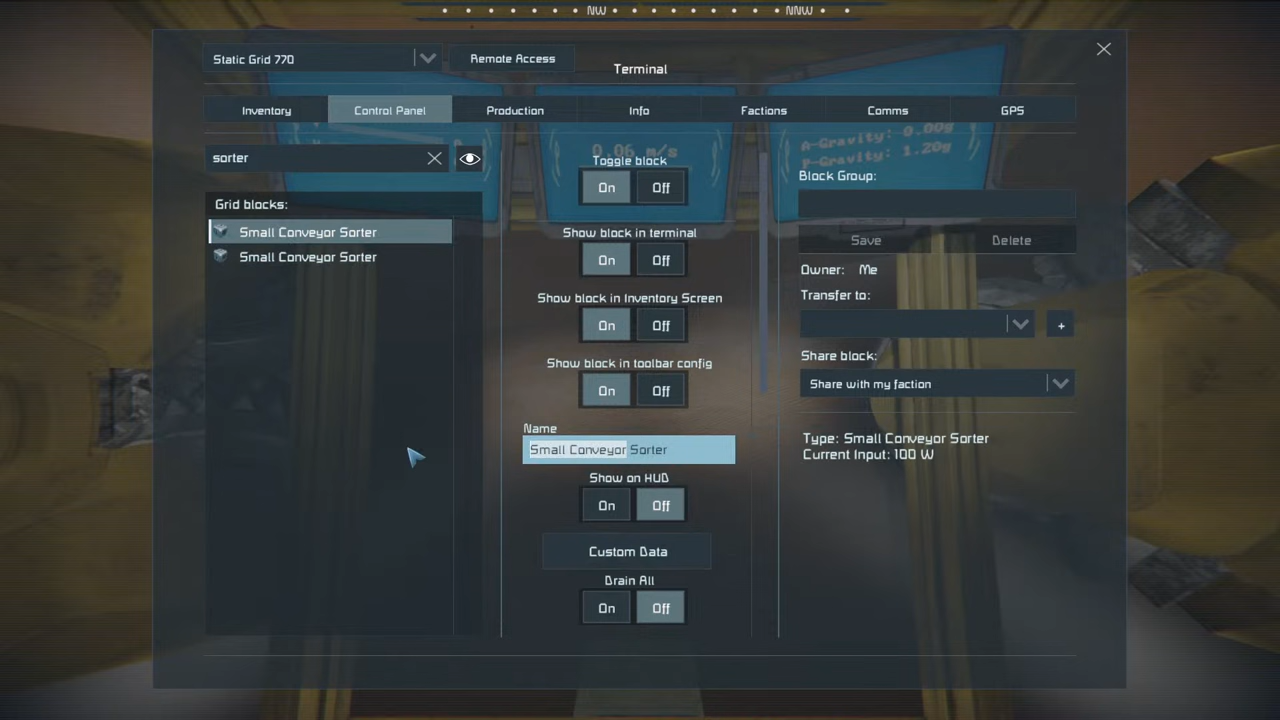 NW NNW
Static Grid 770
Remote Access
Terminal
Inventory
Control Panel
Production
Info
Factions
Comms
GPS
sorter
Grid blocks:
Small Conveyor Sorter
Small Conveyor Sorter
0.06 m/s
Toggle block
On Off
Show block in terminal
On Off
Show block in Inventory Screen
On Off
Show block in toolbar config
On Off
Name
Small Conveyor Sorter
Show on HUD
On Off
Custom Data
Drain All
On Off
A-Gravity: 0.00g
P-Gravity: 1.20g
Block Group:
Save Delete
Owner: Me
Transfer to:
+
Share block:
Share with my faction
Type: Small Conveyor Sorter
Current Input: 100 W